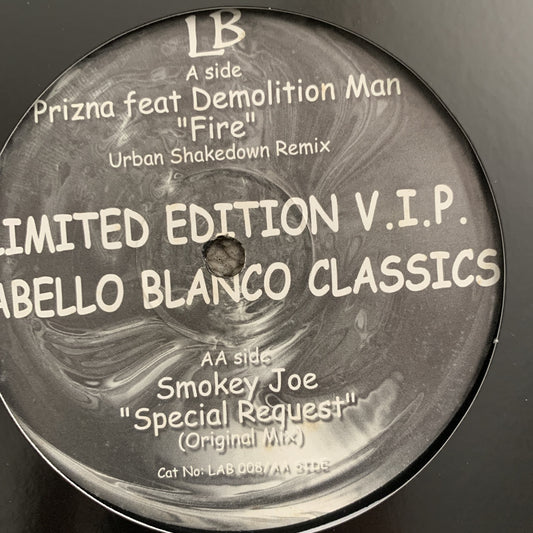 LB
A side
Prizna feat Demolition Man
"Fire"
Urban Shakedown Remix
LIMITED EDITION V.I.P.
ABELLO BLANCO CLASSICS
AA side
Smokey Joe
"Special Request"
(Original Mix)
Cat No: LAB 008/AA SIDE